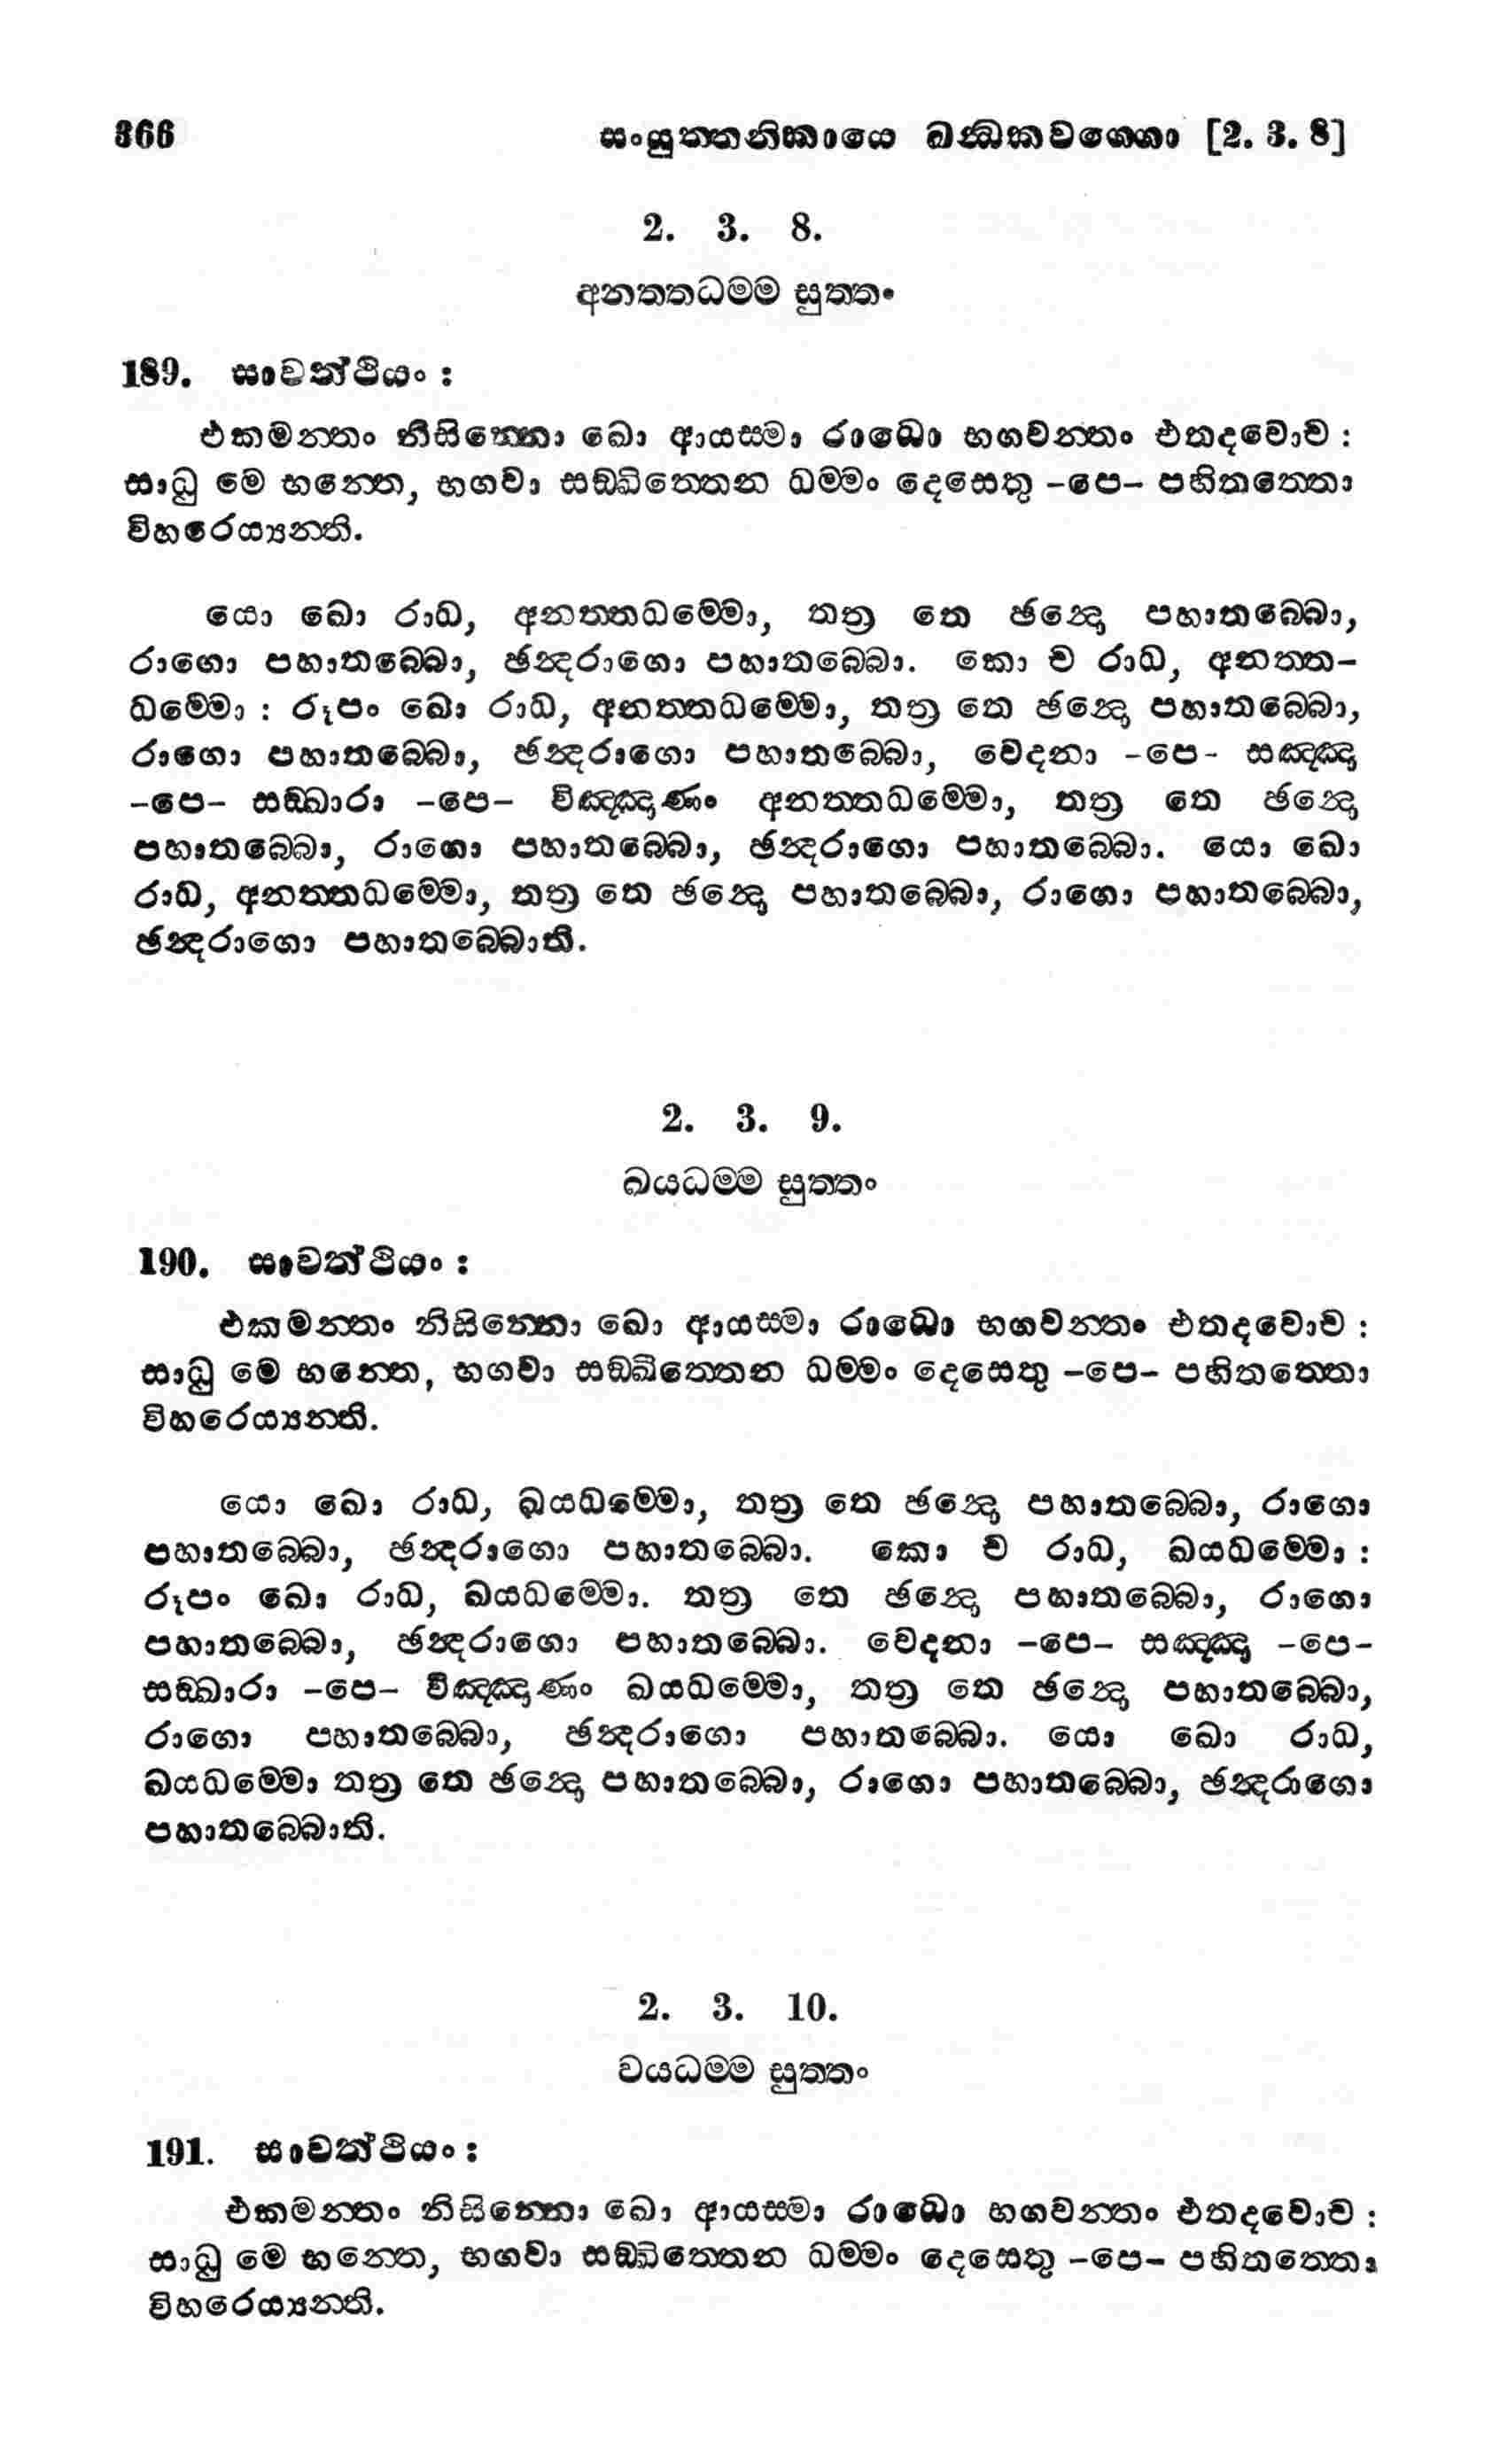 366 සංයුත්තනිකායෙ ඛන්ධකවග්ගො [2. 3. 8]
2. 3. 8.
අනත්තධම්ම සුත්තං
189. සාවත්ථියං :
එකමන්තං නිසින්නො ඛො ආයස්මා රාධො භගවන්තං එතදවොච :
සාධු මෙ භන්තෙ, භගවා සඞ්ඛිත්තෙන ධම්මං දෙසෙතු -පෙ- පහිතත්තො
විහරෙය්‍යන්ති.
යො ඛො රාධ, අනත්තධම්මො, තත්‍ර තෙ ඡන්දො පහාතබ්බො,
රාගො පහාතබ්බො, ඡන්දරාගො පහාතබ්බො. කො ච රාධ, අනත්ත-
ධම්මො : රූපං ඛො රාධ, අනත්තධම්මො, තත්‍ර තෙ ඡන්දො පහාතබ්බො,
රාගො පහාතබ්බො, ඡන්දරාගො පහාතබ්බො, වෙදනා -පෙ- සඤ්ඤා
-පෙ- සඞ්ඛාරා -පෙ- විඤ්ඤාණං අනත්තධම්මො, තත්‍ර තෙ ඡන්දො
පහාතබ්බො, රාගො පහාතබ්බො, ඡන්දරාගො පහාතබ්බො. යො ඛො
රාධ, අනත්තධම්මො, තත්‍ර තෙ ඡන්දො පහාතබ්බො, රාගො පහාතබ්බො,
ඡන්දරාගො පහාතබ්බොති.
2. 3. 9.
ඛයධම්ම සුත්තං
190. සාවත්ථියං :
එකමන්තං නිසින්නො ඛො ආයස්මා රාධො භගවන්තං එතදවොච :
සාධු මෙ භන්තෙ, භගවා සඞ්ඛිත්තෙන ධම්මං දෙසෙතු -පෙ- පහිතත්තො
විහරෙය්‍යන්ති.
යො ඛො රාධ, ඛයධම්මො, තත්‍ර තෙ ඡන්දො පහාතබ්බො, රාගො
පහාතබ්බො, ඡන්දරාගො පහාතබ්බො. කො ච රාධ, ඛයධම්මො :
රූපං ඛො රාධ, ඛයධම්මො. තත්‍ර තෙ ඡන්දො පහාතබ්බො, රාගො
පහාතබ්බො, ඡන්දරාගො පහාතබ්බො. වෙදනා -පෙ- සඤ්ඤා -පෙ-
සඞ්ඛාරා -පෙ- විඤ්ඤාණං ඛයධම්මො, තත්‍ර තෙ ඡන්දො පහාතබ්බො,
රාගො පහාතබ්බො, ඡන්දරාගො පහාතබ්බො. යො ඛො රාධ,
ඛයධම්මො තත්‍ර තෙ ඡන්දො පහාතබ්බො, රාගො පහාතබ්බො, ඡන්දරාගො
පහාතබ්බොති.
2. 3. 10.
වයධම්ම සුත්තං
191. සාවත්ථියං :
එකමන්තං නිසින්නො ඛො ආයස්මා රාධො භගවන්තං එතදවොච :
සාධු මෙ භන්තෙ, භගවා සඞ්ඛිත්තෙන ධම්මං දෙසෙතු -පෙ- පහිතත්තො
විහරෙය්‍යන්ති.